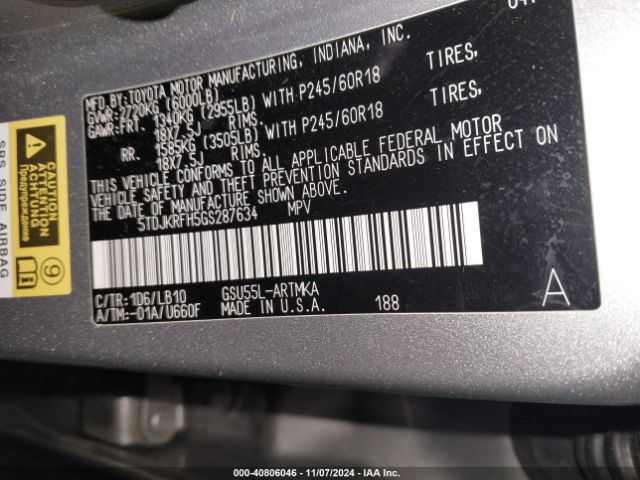 MFD.BY:TOYOTA MOTOR MANUFACTURING, INDIANA, INC.
GVWR:2720KG (6000LB)
GAWR:FRT. 1340KG (2955LB) WITH P245/60R18 TIRES,
18X7.5J RIMS.
RR. 1585KG (3505LB) WITH P245/60R18 TIRES,
18X7.5J RIMS.
THIS VEHICLE CONFORMS TO ALL APPLICABLE FEDERAL MOTOR
VEHICLE SAFETY AND THEFT PREVENTION STANDARDS IN EFFECT ON
THE DATE OF MANUFACTURE SHOWN ABOVE.
5TDJKRFH5GS287634 MPV
C/TR:1D6/LB10 GSU55L-ARTMKA
A/TM:-01A/U660F MADE IN U.S.A. 188
A
SRS SIDE AIRBAG
CAUTION
ATTENTION
ACHTUNG
Предупреждение
9
000-40806046 — 11/07/2024 — IAA Inc.